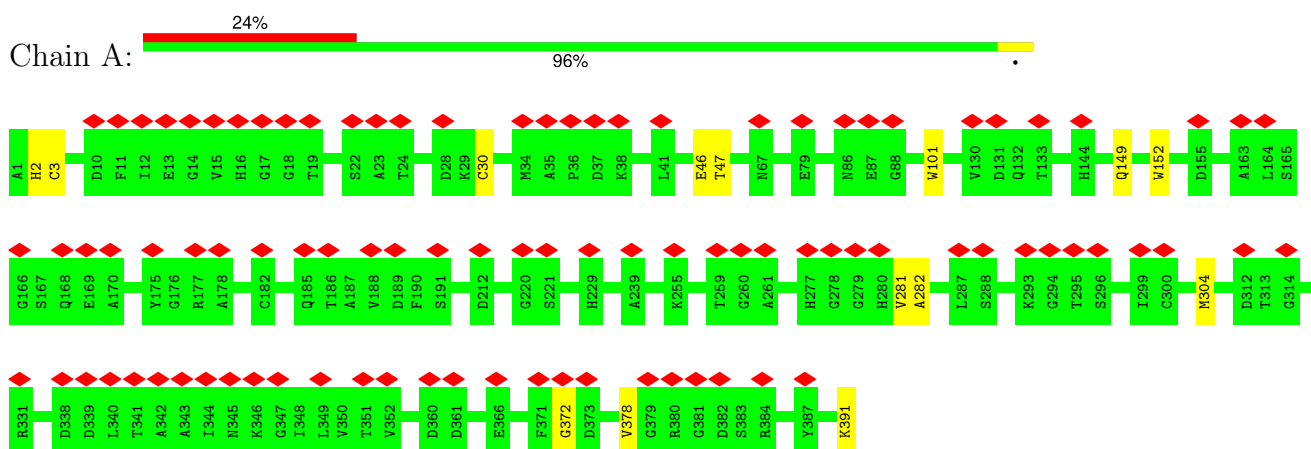 24%
Chain A:
96%
•
A1 H2 C3 D10 F11 I12 E13 G14 V15 H16 G17 G18 T19 S22 A23 T24 D28 K29 C30 M34 A35 P36 D37 K38 L41 E46 T47 N67 E79 N86 E87 G88 W101 V130 D131 Q132 T133 H144 Q149 W152 D155 A163 L164 S165
G166 S167 Q168 E169 A170 Y175 G176 R177 A178 C182 Q185 T186 A187 V188 D189 F190 S191 D212 G220 S221 H229 A239 K255 T259 G260 A261 H277 G278 G279 H280 V281 A282 L287 S288 K293 G294 T295 S296 I299 C300 M304 D312 T313 G314
R331 D338 D339 L340 T341 A342 A343 I344 N345 K346 G347 I348 L349 V350 T351 V352 D360 D361 E366 F371 G372 D373 V378 G379 R380 G381 D382 S383 R384 Y387 K391